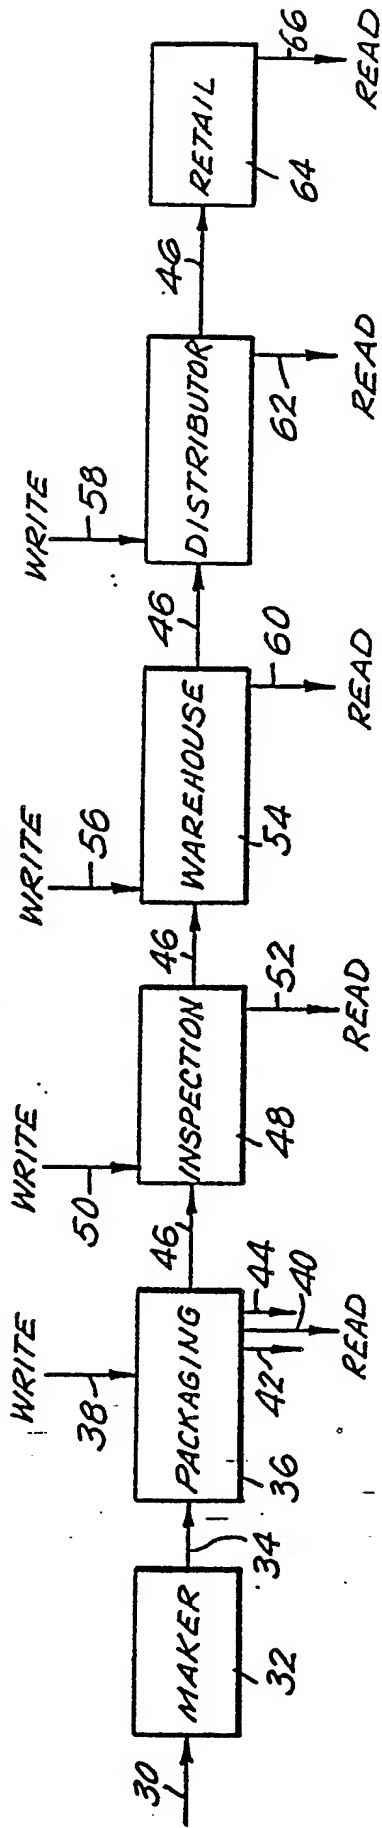 30
MAKER
32
34
WRITE
38
PACKAGING
36
42
40
44
READ
46
WRITE
50
INSPECTION
48
52
READ
46
WRITE
56
WAREHOUSE
54
60
READ
46
WRITE
58
DISTRIBUTOR
62
READ
46
RETAIL
64
66
READ